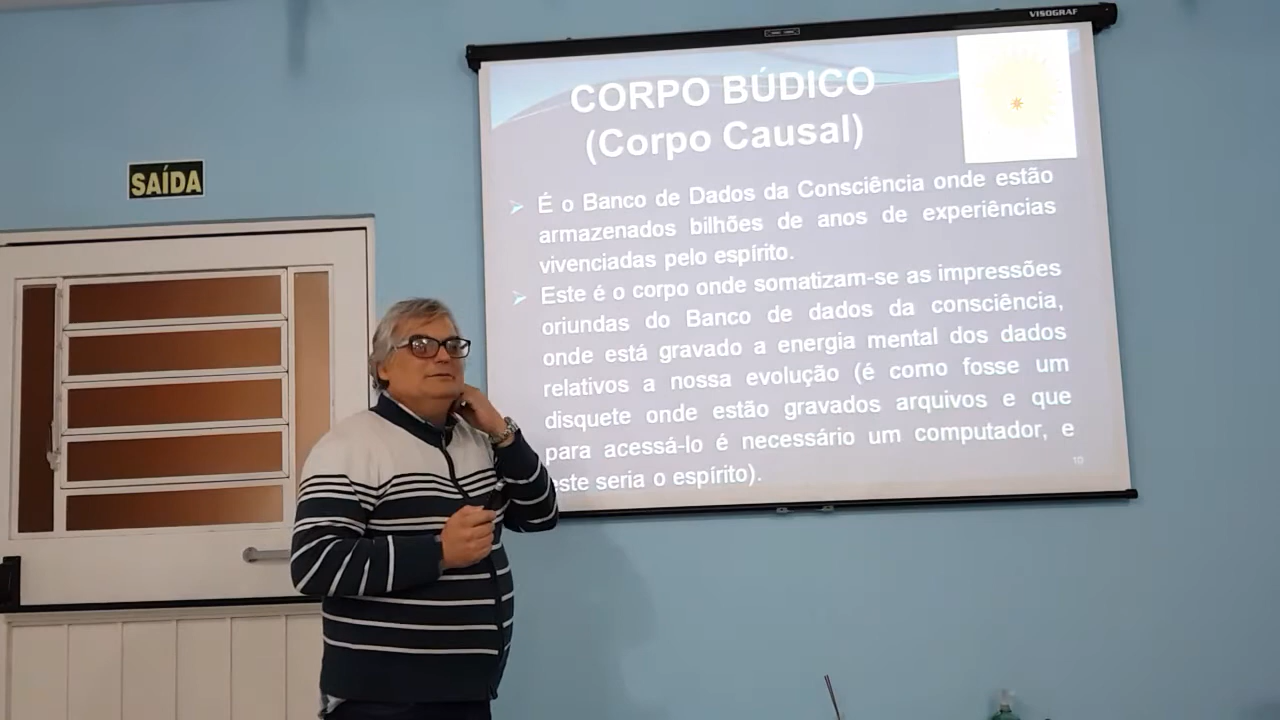 VISOGRAF
CORPO BÚDICO
(Corpo Causal)
SAÍDA
É o Banco de Dados da Consciência onde estão
armazenados bilhões de anos de experiências
vivenciadas pelo espírito.
Este é o corpo onde somatizam-se as impressões
oriundas do Banco de dados da consciência,
onde está gravado a energia mental dos dados
relativos a nossa evolução (é como fosse um
disquete onde estão gravados arquivos e que
para acessá-lo é necessário um computador, e
este seria o espírito).
10